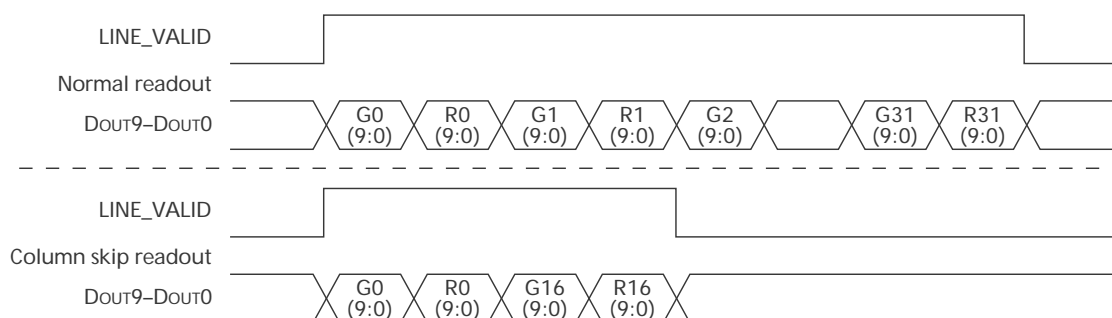 LINE_VALID
Normal readout
DOUT9–DOUT0
G0 (9:0) R0 (9:0) G1 (9:0) R1 (9:0) G2 (9:0) G31 (9:0) R31 (9:0)
LINE_VALID
Column skip readout
DOUT9–DOUT0
G0 (9:0) R0 (9:0) G16 (9:0) R16 (9:0)